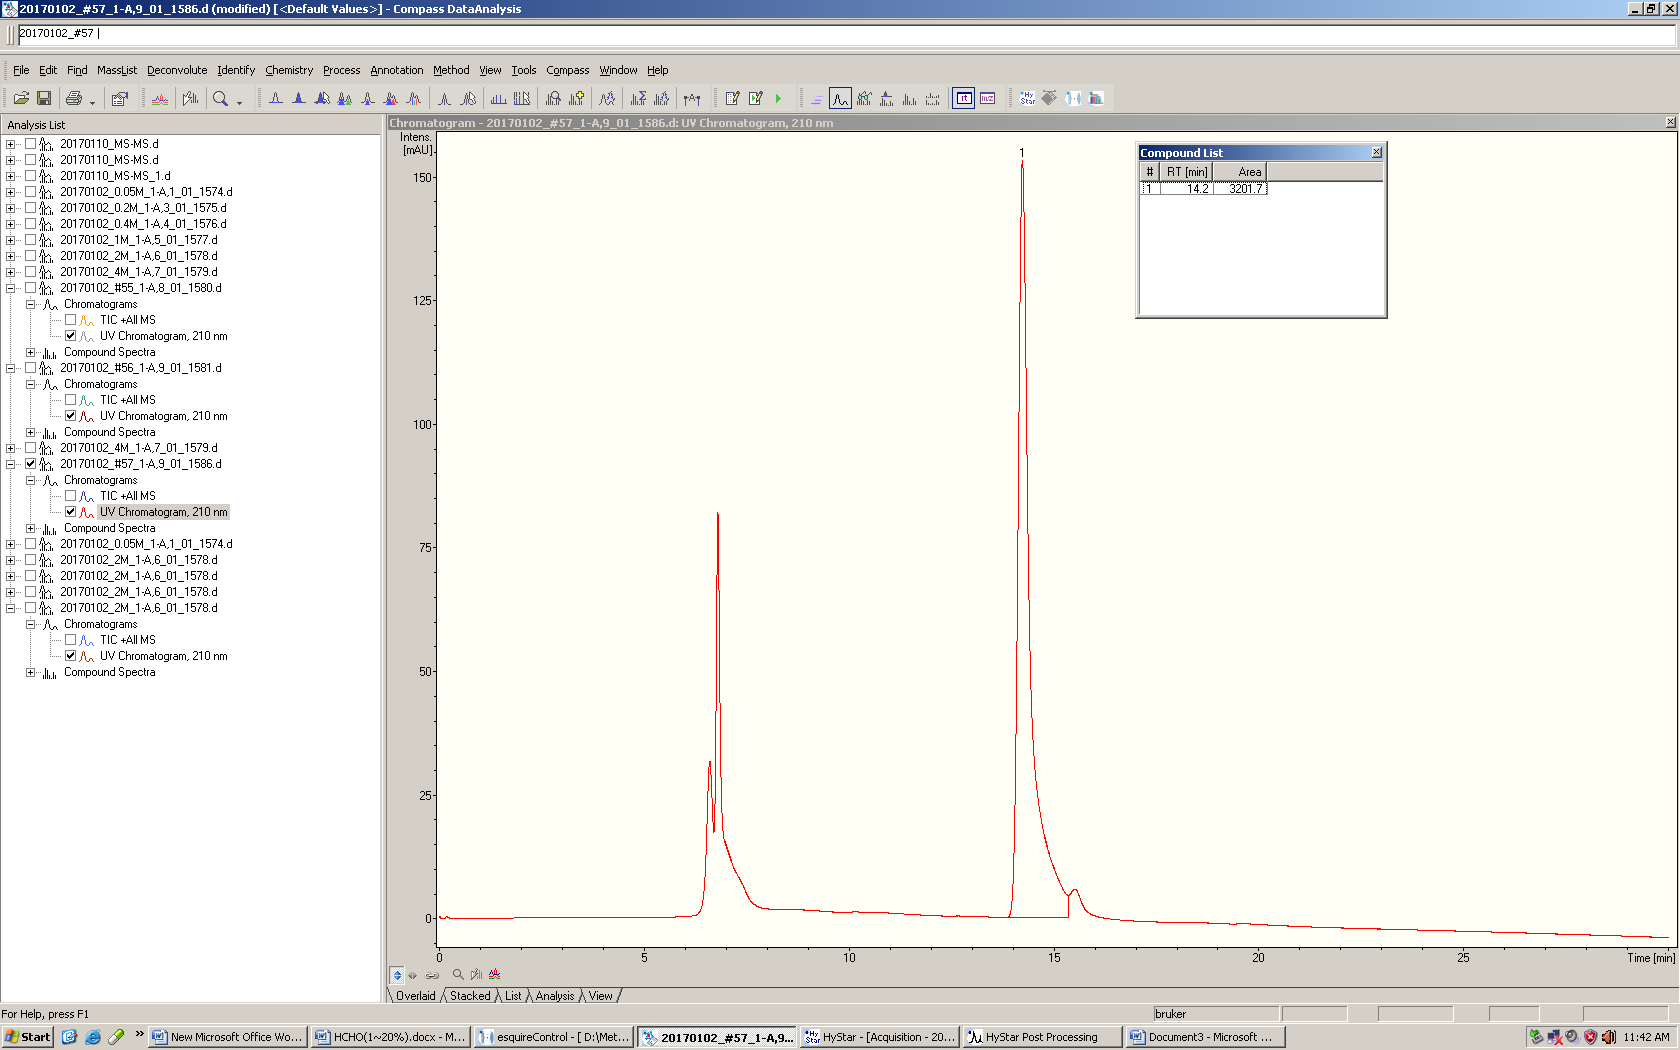 20170102_#57_1-A,9_01_1586.d (modified) [<Default Values>] - Compass DataAnalysis
20170102_#57
File Edit Find MassList Deconvolute Identify Chemistry Process Annotation Method View Tools Compass Window Help
Analysis List
20170110_MS-MS.d
20170110_MS-MS.d
20170110_MS-MS_1.d
20170102_0.05M_1-A,1_01_1574.d
20170102_0.2M_1-A,3_01_1575.d
20170102_0.4M_1-A,4_01_1576.d
20170102_1M_1-A,5_01_1577.d
20170102_2M_1-A,6_01_1578.d
20170102_4M_1-A,7_01_1579.d
20170102_#55_1-A,8_01_1580.d
Chromatograms
TIC +All MS
UV Chromatogram, 210 nm
Compound Spectra
20170102_#56_1-A,9_01_1581.d
Chromatograms
TIC +All MS
UV Chromatogram, 210 nm
Compound Spectra
20170102_4M_1-A,7_01_1579.d
20170102_#57_1-A,9_01_1586.d
Chromatograms
TIC +All MS
UV Chromatogram, 210 nm
Compound Spectra
20170102_0.05M_1-A,1_01_1574.d
20170102_2M_1-A,6_01_1578.d
20170102_2M_1-A,6_01_1578.d
20170102_2M_1-A,6_01_1578.d
20170102_2M_1-A,6_01_1578.d
Chromatograms
TIC +All MS
UV Chromatogram, 210 nm
Compound Spectra
Chromatogram - 20170102_#57_1-A,9_01_1586.d: UV Chromatogram, 210 nm
Intens.
[mAU]
150
125
100
75
50
25
0
1
Compound List
# RT [min] Area
1 14.2 3201.7
0 5 10 15 20 25 Time [min]
Overlaid Stacked List Analysis View
For Help, press F1
bruker
Start » New Microsoft Office Wo... HCHO(1~20%).docx - M... esquireControl - [ D:\Met... 20170102_#57_1-A,9... HyStar - [Acquisition - 20... HyStar Post Processing Document3 - Microsoft ... 11:42 AM